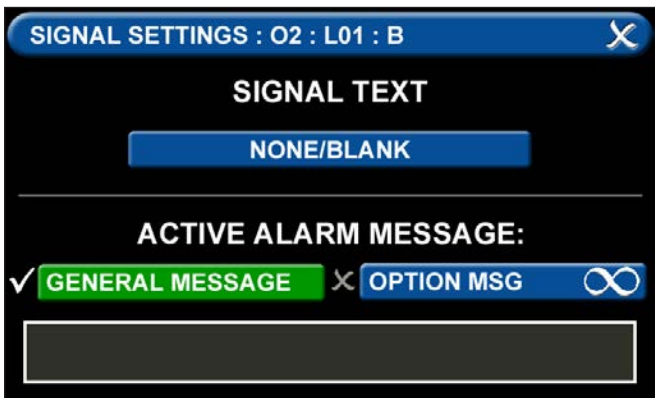 SIGNAL SETTINGS : O2 : L01 : B
SIGNAL TEXT
NONE/BLANK
ACTIVE ALARM MESSAGE:
GENERAL MESSAGE OPTION MSG